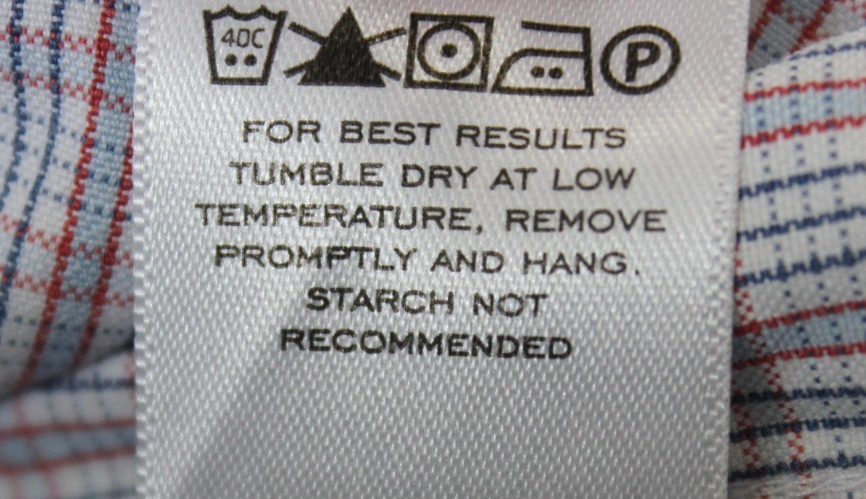 40C P
FOR BEST RESULTS
TUMBLE DRY AT LOW
TEMPERATURE, REMOVE
PROMPTLY AND HANG.
STARCH NOT
RECOMMENDED